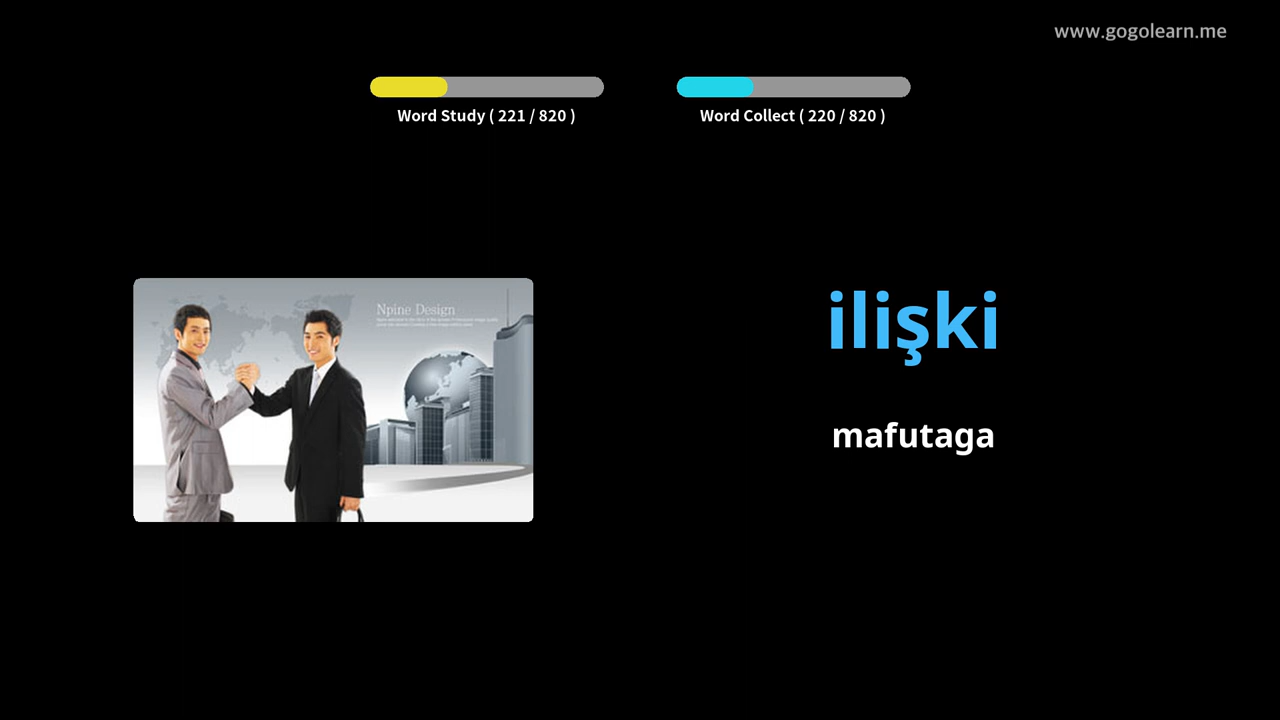 www.gogolearn.me
Word Study ( 221 / 820 )
Word Collect ( 220 / 820 )
Npine Design
ilişki
mafutaga